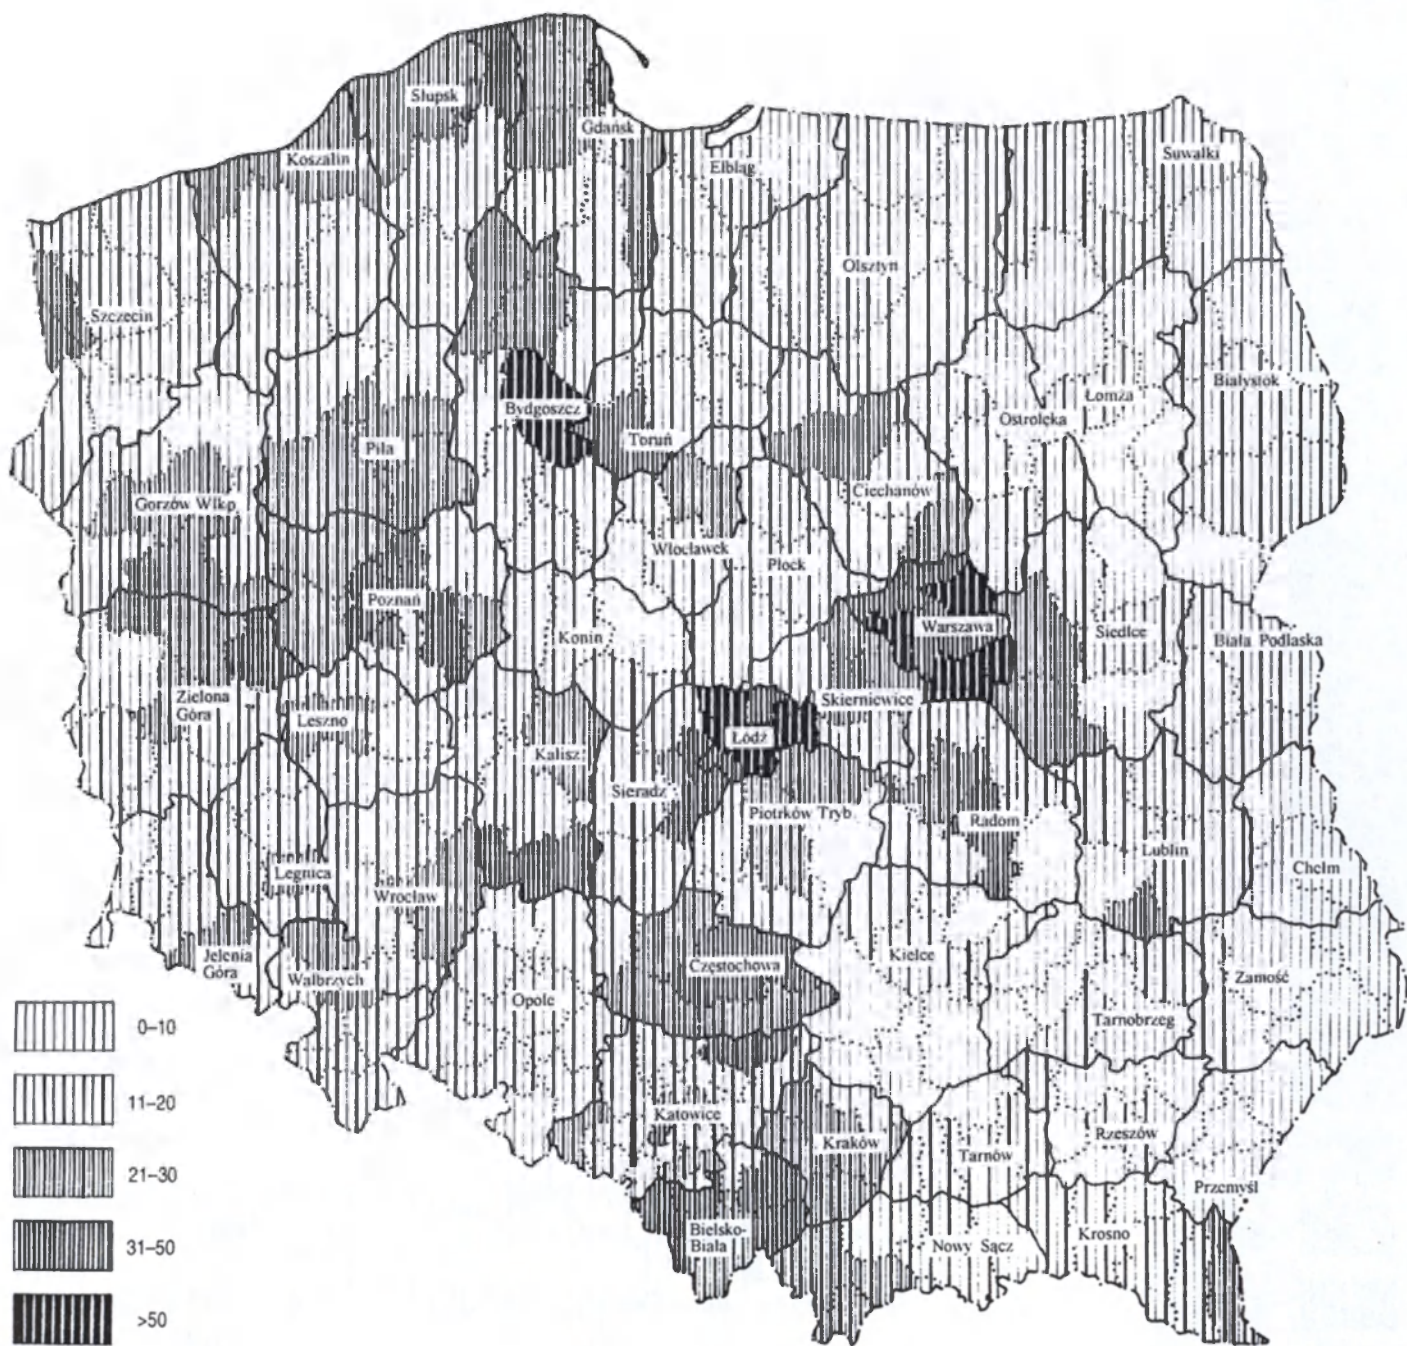 Słupsk
Gdańsk
Koszalin
Suwałki
Elbląg
Olsztyn
Szczecin
Białystok
Łomża
Bydgoszcz
Ostrołęka
Toruń
Piła
Ciechanów
Gorzów Wlkp.
Włocławek
Płock
Poznań
Warszawa
Konin
Siedlce
Biała Podlaska
Zielona
Góra
Skierniewice
Leszno
Łódź
Kalisz
Sieradz
Piotrków Tryb.
Radom
Lublin
Legnica
Chełm
Wrocław
Jelenia
Góra
Kielce
Częstochowa
Wałbrzych
Zamość
Opole
Tarnobrzeg
0–10
11–20
Katowice
Kraków
Rzeszów
Tarnów
21–30
Przemyśl
Bielsko-
Biała
Krosno
Nowy Sącz
31–50
>50